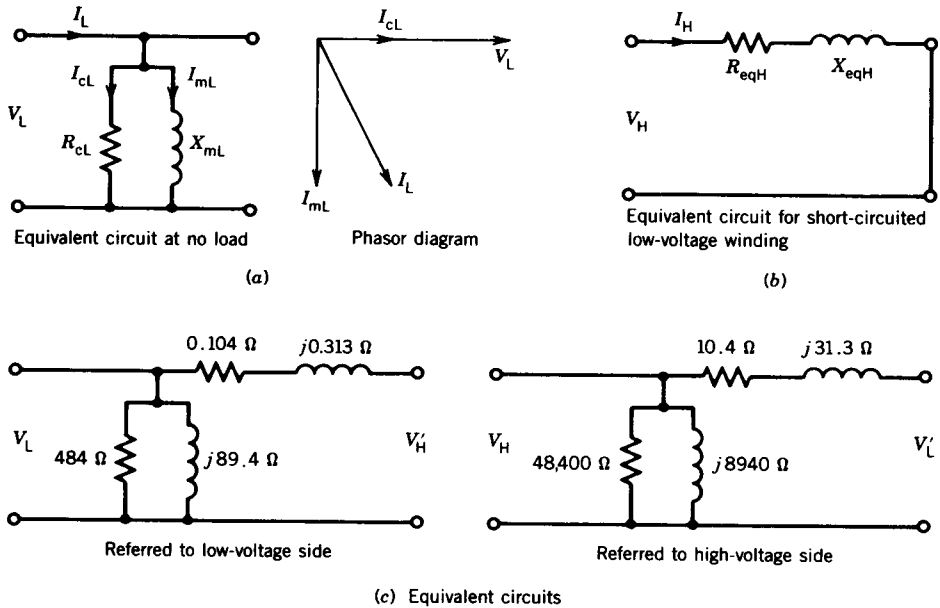 I_L
I_cL
I_mL
V_L
R_cL
X_mL
Equivalent circuit at no load
I_cL
V_L
I_mL
I_L
Phasor diagram
(a)
I_H
R_eqH
X_eqH
V_H
Equivalent circuit for short-circuited
low-voltage winding
(b)
0.104 Ω
j0.313 Ω
V_L
484 Ω
j89.4 Ω
V′_H
Referred to low-voltage side
10.4 Ω
j31.3 Ω
V_H
48,400 Ω
j8940 Ω
V′_L
Referred to high-voltage side
(c) Equivalent circuits